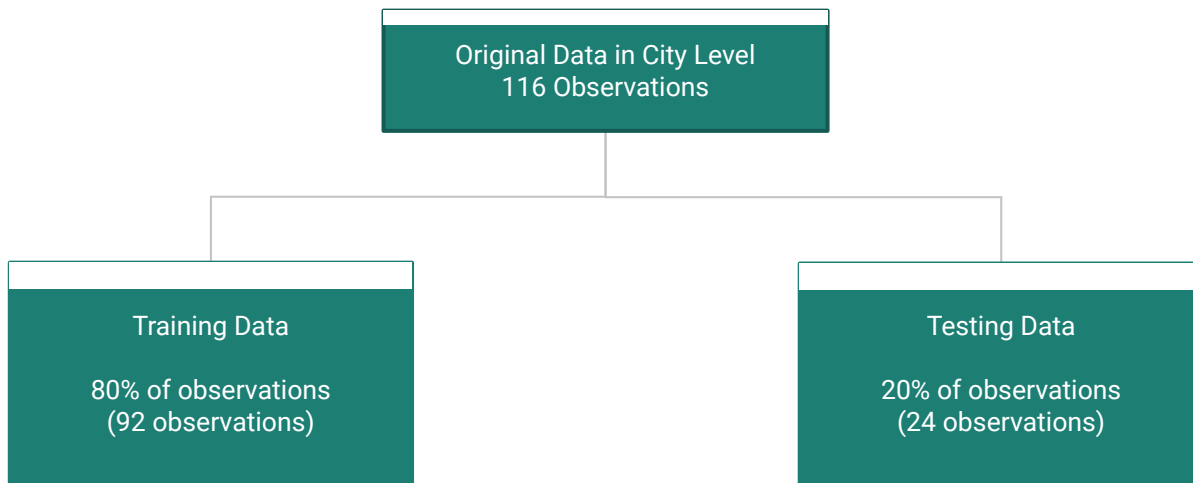 Original Data in City Level
116 Observations
Training Data
80% of observations
(92 observations)
Testing Data
20% of observations
(24 observations)